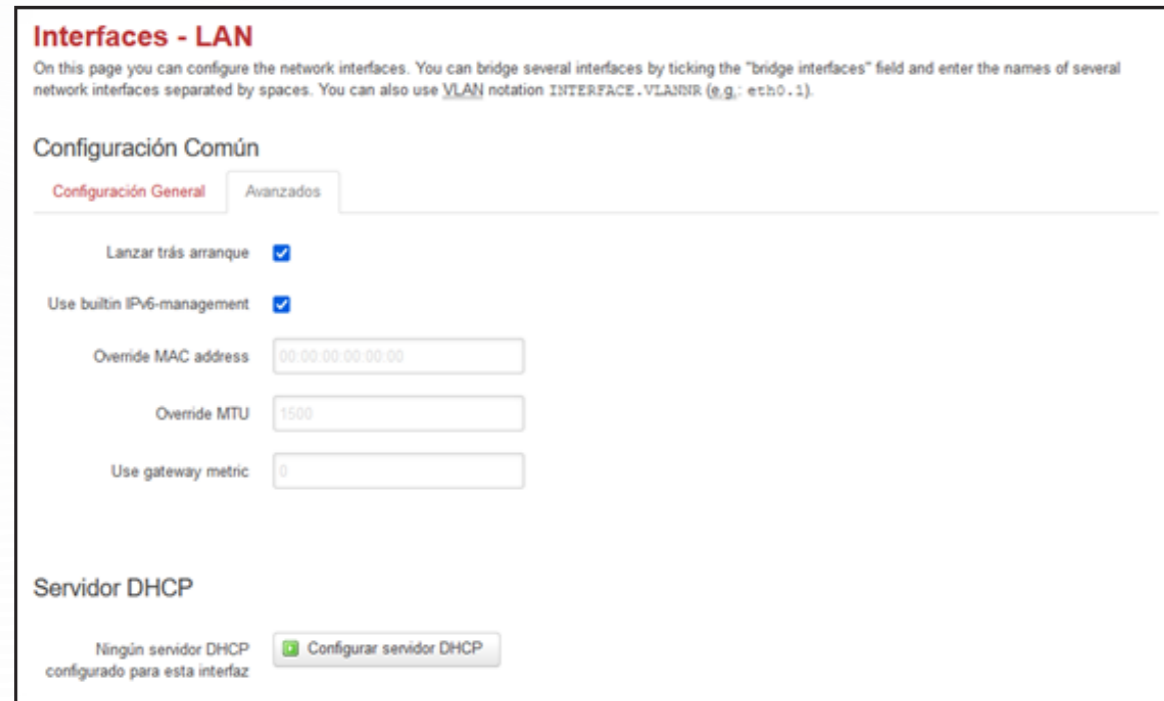 Interfaces - LAN
On this page you can configure the network interfaces. You can bridge several interfaces by ticking the "bridge interfaces" field and enter the names of several
network interfaces separated by spaces. You can also use VLAN notation INTERFACE.VLANNR (e.g.: eth0.1).
Configuración Común
Configuración General Avanzados
Lanzar trás arranque
Use builtin IPv6-management
Override MAC address 00:00:00:00:00:00
Override MTU 1500
Use gateway metric 0
Servidor DHCP
Ningún servidor DHCP Configurar servidor DHCP
configurado para esta interfaz